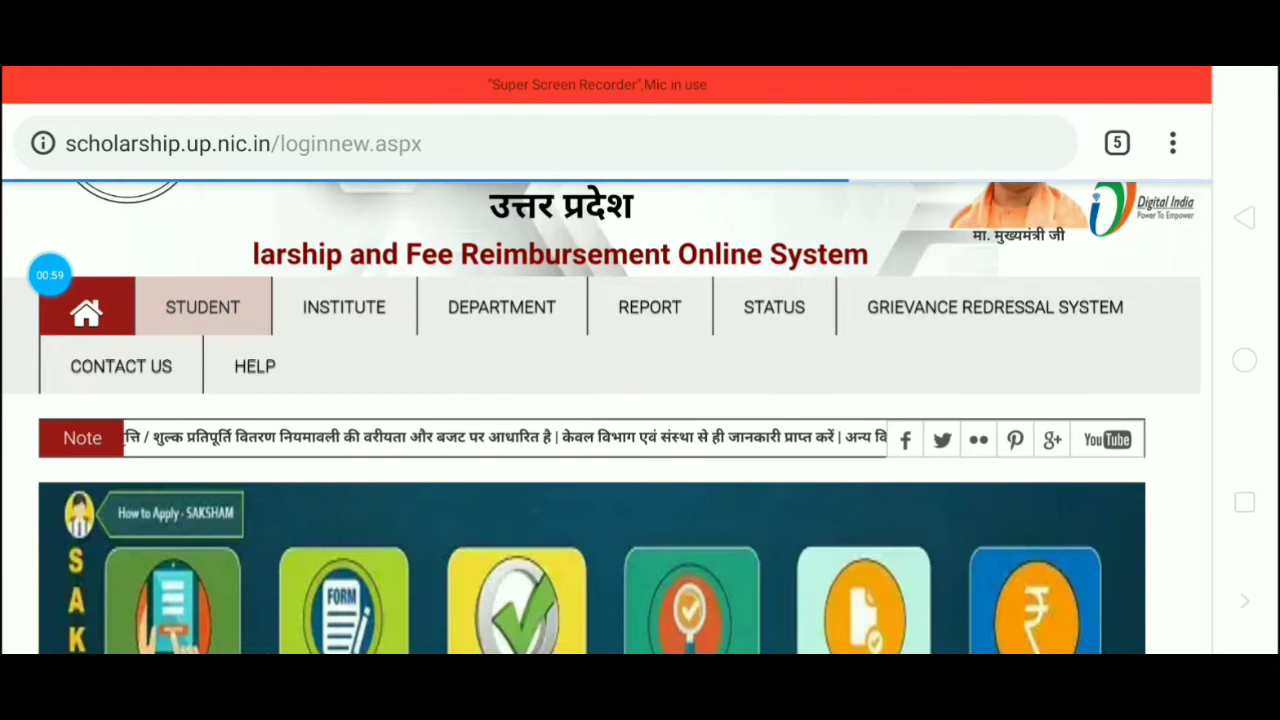 "Super Screen Recorder",Mic in use
scholarship.up.nic.in/loginnew.aspx
5
उत्तर प्रदेश
Digital India
Power To Empower
मा. मुख्यमंत्री जी
larship and Fee Reimbursement Online System
00:59
STUDENT INSTITUTE DEPARTMENT REPORT STATUS GRIEVANCE REDRESSAL SYSTEM
CONTACT US HELP
Note / शुल्क प्रतिपूर्ति वितरण नियमावली की वरीयता और बजट पर आधारित है | केवल विभाग एवं संस्था से ही जानकारी प्राप्त करें | अन्य
YouTube
How to Apply - SAKSHAM
S
A
K
FORM